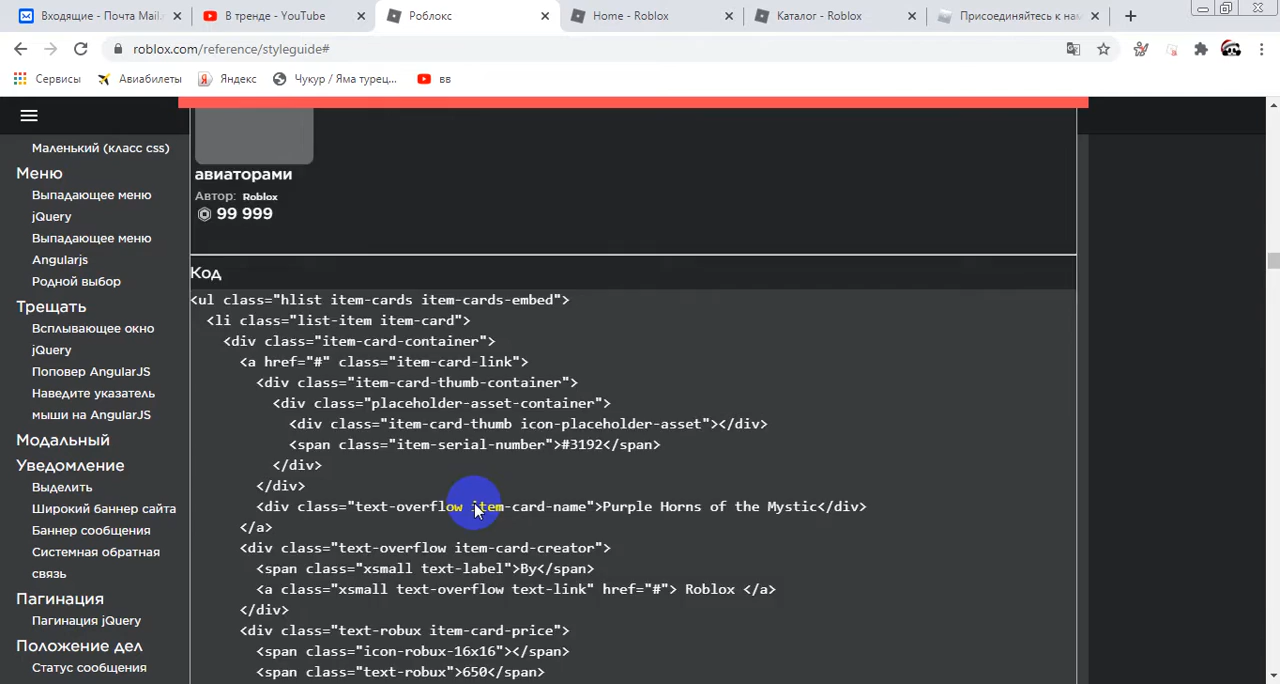 Входящие - Почта Mail.
В тренде - YouTube
Роблокс
Home - Roblox
Каталог - Roblox
Присоединяйтесь к на
roblox.com/reference/styleguide#
Сервисы
Авиабилеты
Яндекс
Чукур / Яма турец...
вв
Маленький (класс css)
Меню
Выпадающее меню
jQuery
Выпадающее меню
Angularjs
Родной выбор
Трещать
Всплывающее окно
jQuery
Поповер AngularJS
Наведите указатель
мыши на AngularJS
Модальный
Уведомление
Выделить
Широкий баннер сайта
Баннер сообщения
Системная обратная
связь
Пагинация
Пагинация jQuery
Положение дел
Статус сообщения
авиаторами
Автор: Roblox
99 999
Код
<ul class="hlist item-cards item-cards-embed">
<li class="list-item item-card">
<div class="item-card-container">
<a href="#" class="item-card-link">
<div class="item-card-thumb-container">
<div class="placeholder-asset-container">
<div class="item-card-thumb icon-placeholder-asset"></div>
<span class="item-serial-number">#3192</span>
</div>
</div>
<div class="text-overflow item-card-name">Purple Horns of the Mystic</div>
</a>
<div class="text-overflow item-card-creator">
<span class="xsmall text-label">By</span>
<a class="xsmall text-overflow text-link" href="#"> Roblox </a>
</div>
<div class="text-robux item-card-price">
<span class="icon-robux-16x16"></span>
<span class="text-robux">650</span>